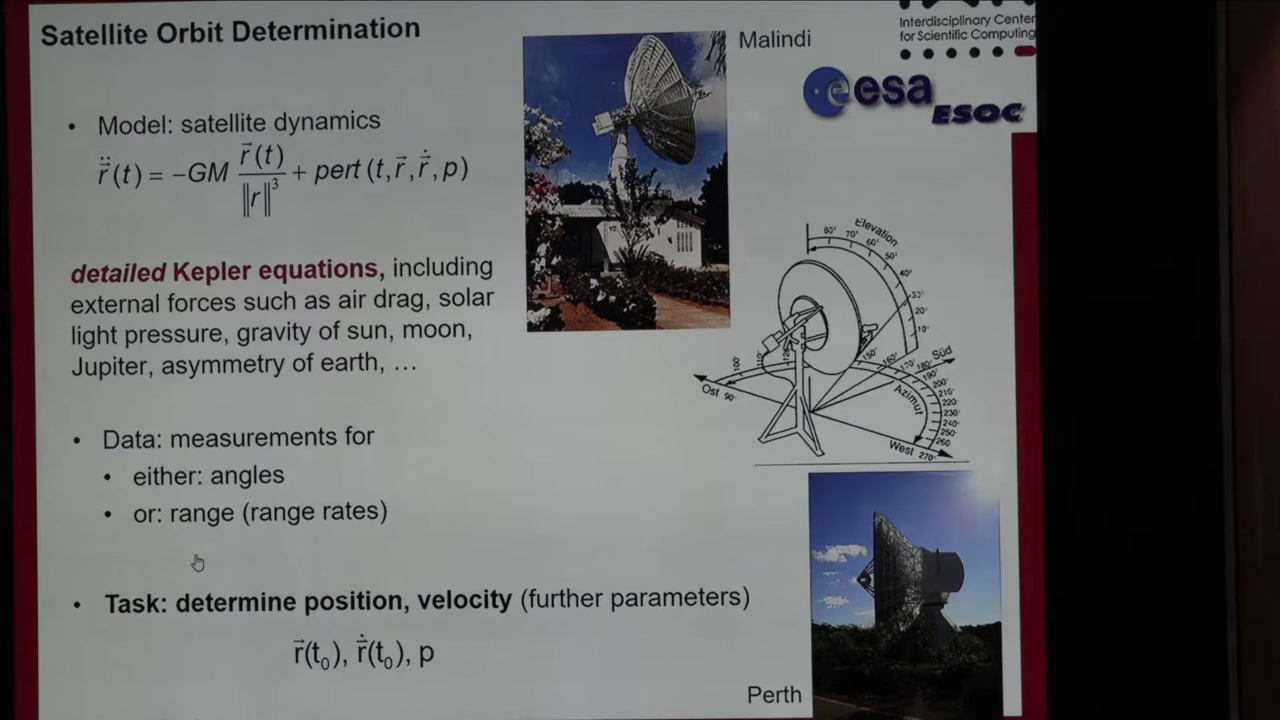 Satellite Orbit Determination
Malindi
Interdisciplinary Center
for Scientific Computing
esa
ESOC
• Model: satellite dynamics
r̈⃗(t) = −GM r⃗(t) / ‖r‖³ + pert(t, r⃗, ṙ⃗, p)
detailed Kepler equations, including
external forces such as air drag, solar
light pressure, gravity of sun, moon,
Jupiter, asymmetry of earth, …
Elevation
80° 70° 60° 50° 40° 30° 20° 10°
Ost 90°
100°
150° 160° 170° 180° Süd
190°
200°
210°
220°
230°
240°
250°
260
Azimut
West 270°
• Data: measurements for
• either: angles
• or: range (range rates)
• Task: determine position, velocity (further parameters)
r⃗(t₀), ṙ⃗(t₀), p
Perth